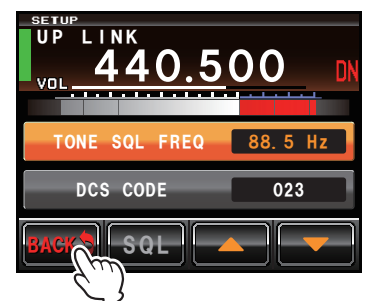 SETUP
UP LINK
VOL 440.500 DN
TONE SQL FREQ 88.5 Hz
DCS CODE 023
BACK SQL